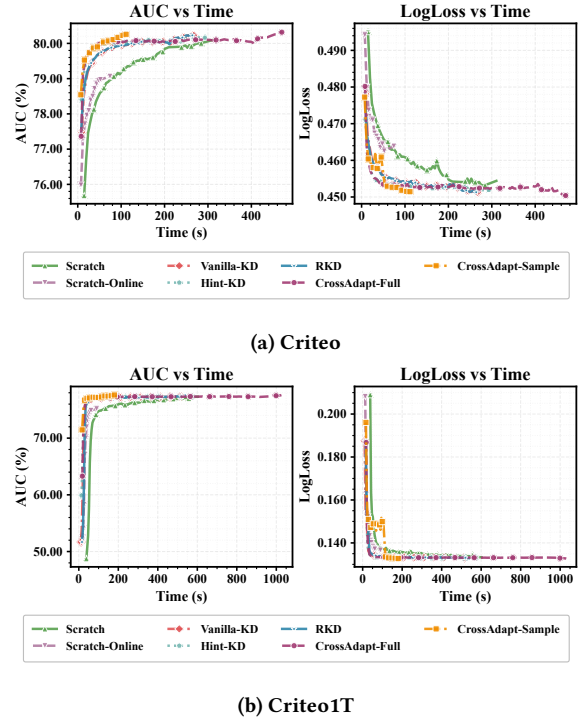 AUC vs Time
LogLoss vs Time
80.00
79.00
78.00
77.00
76.00
AUC (%)
0 100 200 300 400
Time (s)
0.490
0.480
0.470
0.460
0.450
LogLoss
0 100 200 300 400
Time (s)
Scratch Vanilla-KD RKD CrossAdapt-Sample
Scratch-Online Hint-KD CrossAdapt-Full
(a) Criteo
AUC vs Time
LogLoss vs Time
70.00
60.00
50.00
AUC (%)
0 200 400 600 800 1000
Time (s)
0.200
0.180
0.160
0.140
LogLoss
0 200 400 600 800 1000
Time (s)
Scratch Vanilla-KD RKD CrossAdapt-Sample
Scratch-Online Hint-KD CrossAdapt-Full
(b) Criteo1T